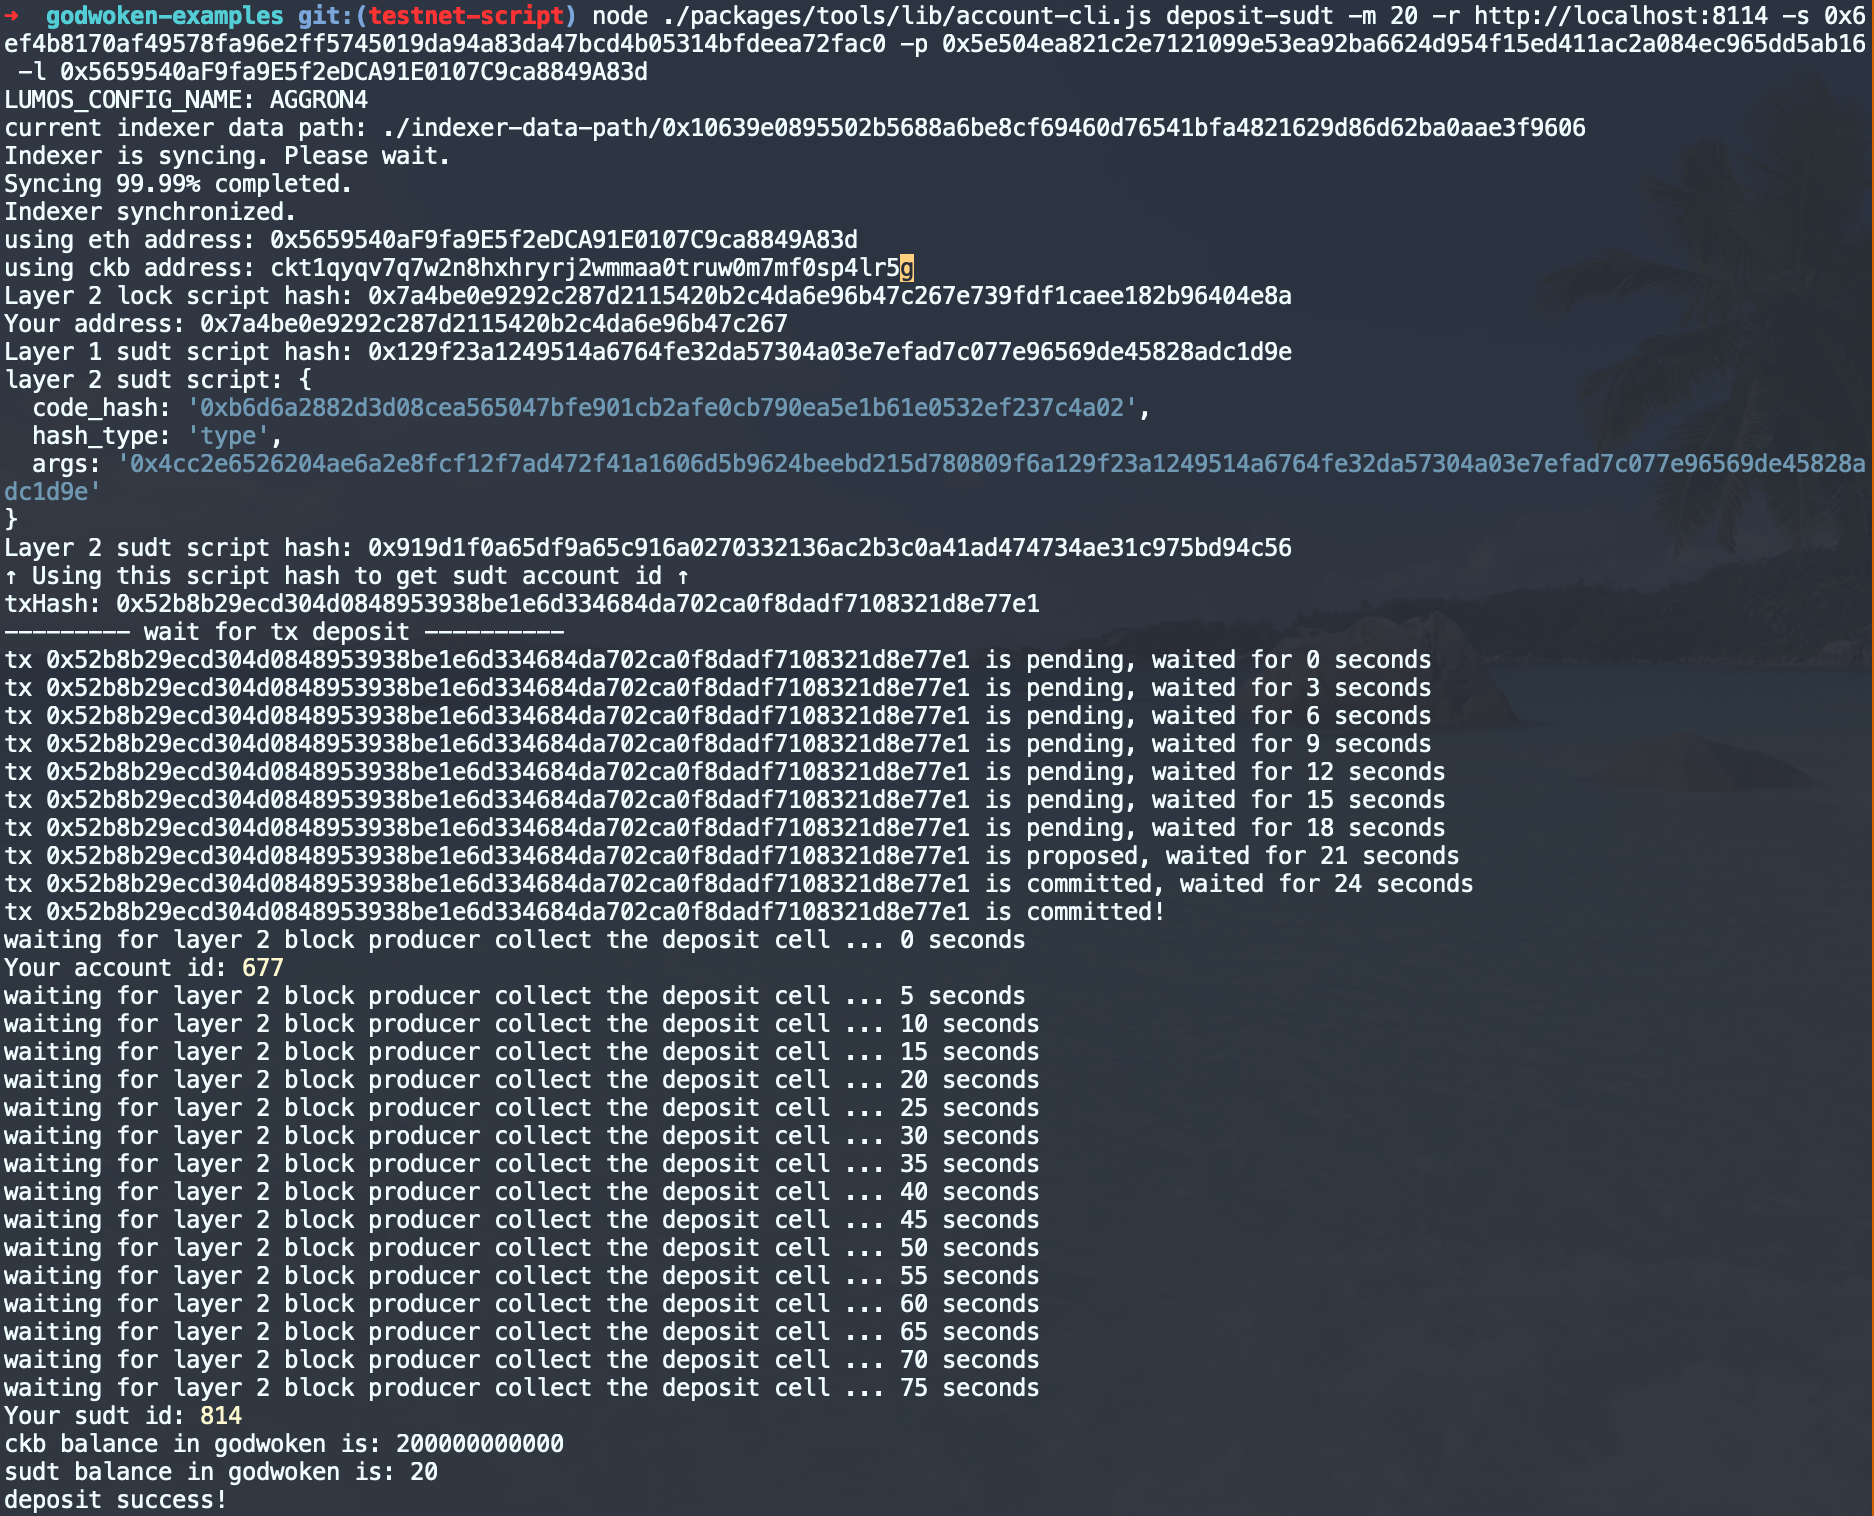 ➜  godwoken-examples git:(testnet-script) node ./packages/tools/lib/account-cli.js deposit-sudt -m 20 -r http://localhost:8114 -s 0x6
ef4b8170af49578fa96e2ff5745019da94a83da47bcd4b05314bfdeea72fac0 -p 0x5e504ea821c2e7121099e53ea92ba6624d954f15ed411ac2a084ec965dd5ab16
 -l 0x5659540aF9fa9E5f2eDCA91E0107C9ca8849A83d
LUMOS_CONFIG_NAME: AGGRON4
current indexer data path: ./indexer-data-path/0x10639e0895502b5688a6be8cf69460d76541bfa4821629d86d62ba0aae3f9606
Indexer is syncing. Please wait.
Syncing 99.99% completed.
Indexer synchronized.
using eth address: 0x5659540aF9fa9E5f2eDCA91E0107C9ca8849A83d
using ckb address: ckt1qyqv7q7w2n8hxhryrj2wmmaa0truw0m7mf0sp4lr5g
Layer 2 lock script hash: 0x7a4be0e9292c287d2115420b2c4da6e96b47c267e739fdf1caee182b96404e8a
Your address: 0x7a4be0e9292c287d2115420b2c4da6e96b47c267
Layer 1 sudt script hash: 0x129f23a1249514a6764fe32da57304a03e7efad7c077e96569de45828adc1d9e
layer 2 sudt script: {
  code_hash: '0xb6d6a2882d3d08cea565047bfe901cb2afe0cb790ea5e1b61e0532ef237c4a02',
  hash_type: 'type',
  args: '0x4cc2e6526204ae6a2e8fcf12f7ad472f41a1606d5b9624beebd215d780809f6a129f23a1249514a6764fe32da57304a03e7efad7c077e96569de45828a
dc1d9e'
}
Layer 2 sudt script hash: 0x919d1f0a65df9a65c916a0270332136ac2b3c0a41ad474734ae31c975bd94c56
↑ Using this script hash to get sudt account id ↑
txHash: 0x52b8b29ecd304d0848953938be1e6d334684da702ca0f8dadf7108321d8e77e1
--------- wait for tx deposit ----------
tx 0x52b8b29ecd304d0848953938be1e6d334684da702ca0f8dadf7108321d8e77e1 is pending, waited for 0 seconds
tx 0x52b8b29ecd304d0848953938be1e6d334684da702ca0f8dadf7108321d8e77e1 is pending, waited for 3 seconds
tx 0x52b8b29ecd304d0848953938be1e6d334684da702ca0f8dadf7108321d8e77e1 is pending, waited for 6 seconds
tx 0x52b8b29ecd304d0848953938be1e6d334684da702ca0f8dadf7108321d8e77e1 is pending, waited for 9 seconds
tx 0x52b8b29ecd304d0848953938be1e6d334684da702ca0f8dadf7108321d8e77e1 is pending, waited for 12 seconds
tx 0x52b8b29ecd304d0848953938be1e6d334684da702ca0f8dadf7108321d8e77e1 is pending, waited for 15 seconds
tx 0x52b8b29ecd304d0848953938be1e6d334684da702ca0f8dadf7108321d8e77e1 is pending, waited for 18 seconds
tx 0x52b8b29ecd304d0848953938be1e6d334684da702ca0f8dadf7108321d8e77e1 is proposed, waited for 21 seconds
tx 0x52b8b29ecd304d0848953938be1e6d334684da702ca0f8dadf7108321d8e77e1 is committed, waited for 24 seconds
tx 0x52b8b29ecd304d0848953938be1e6d334684da702ca0f8dadf7108321d8e77e1 is committed!
waiting for layer 2 block producer collect the deposit cell ... 0 seconds
Your account id: 677
waiting for layer 2 block producer collect the deposit cell ... 5 seconds
waiting for layer 2 block producer collect the deposit cell ... 10 seconds
waiting for layer 2 block producer collect the deposit cell ... 15 seconds
waiting for layer 2 block producer collect the deposit cell ... 20 seconds
waiting for layer 2 block producer collect the deposit cell ... 25 seconds
waiting for layer 2 block producer collect the deposit cell ... 30 seconds
waiting for layer 2 block producer collect the deposit cell ... 35 seconds
waiting for layer 2 block producer collect the deposit cell ... 40 seconds
waiting for layer 2 block producer collect the deposit cell ... 45 seconds
waiting for layer 2 block producer collect the deposit cell ... 50 seconds
waiting for layer 2 block producer collect the deposit cell ... 55 seconds
waiting for layer 2 block producer collect the deposit cell ... 60 seconds
waiting for layer 2 block producer collect the deposit cell ... 65 seconds
waiting for layer 2 block producer collect the deposit cell ... 70 seconds
waiting for layer 2 block producer collect the deposit cell ... 75 seconds
Your sudt id: 814
ckb balance in godwoken is: 200000000000
sudt balance in godwoken is: 20
deposit success!